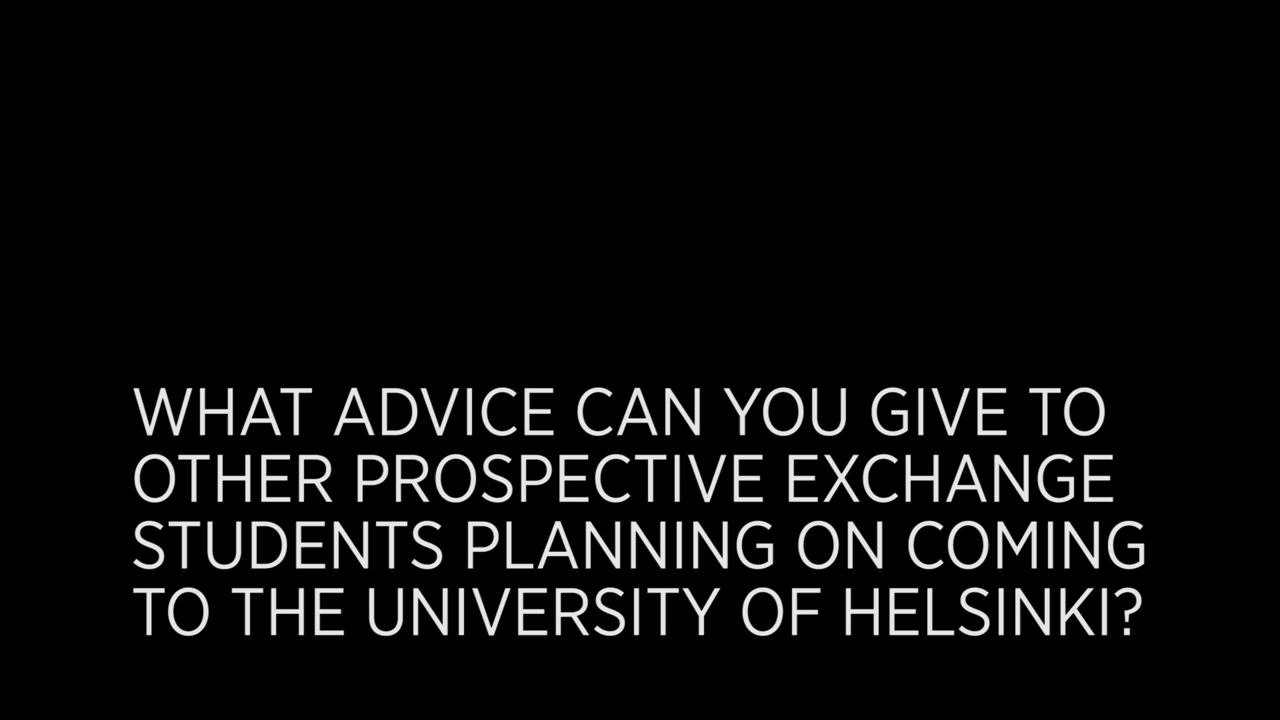 WHAT ADVICE CAN YOU GIVE TO
OTHER PROSPECTIVE EXCHANGE
STUDENTS PLANNING ON COMING
TO THE UNIVERSITY OF HELSINKI?